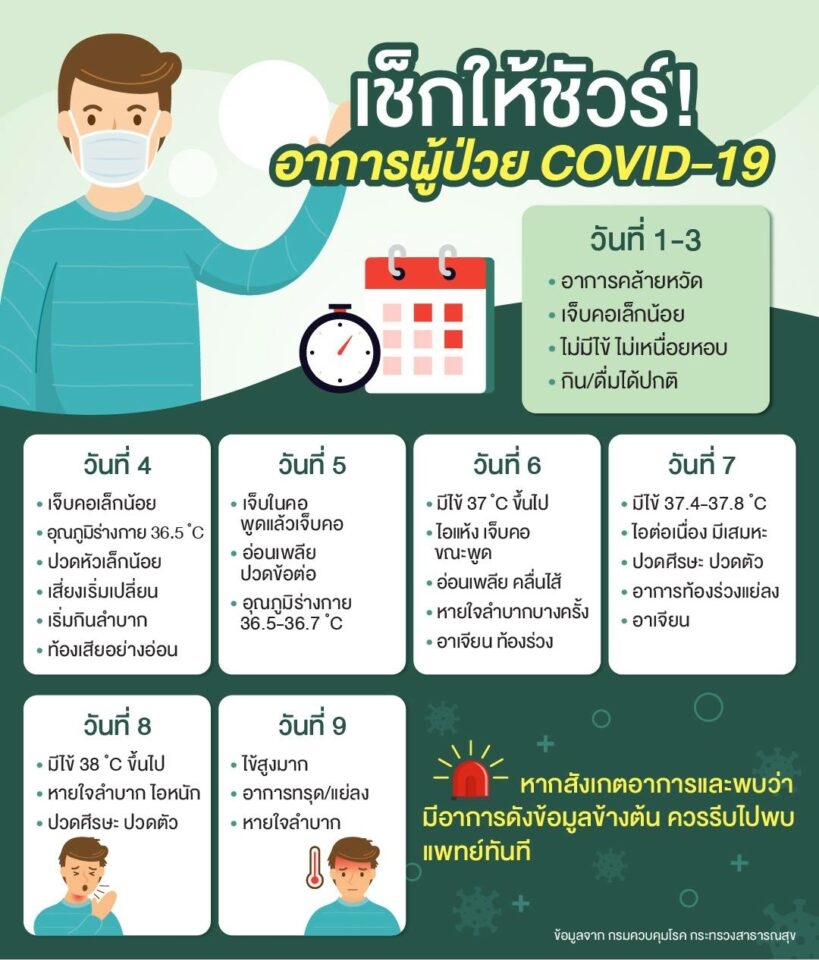 เช็กให้ชัวร์!
อาการผู้ป่วย COVID-19
วันที่ 1-3
• อาการคล้ายหวัด
• เจ็บคอเล็กน้อย
• ไม่มีไข้ ไม่เหนื่อยหอบ
• กิน/ดื่มได้ปกติ
วันที่ 4
• เจ็บคอเล็กน้อย
• อุณภูมิร่างกาย 36.5 ˚C
• ปวดหัวเล็กน้อย
• เสี่ยงเริ่มเปลี่ยน
• เริ่มกินลำบาก
• ท้องเสียอย่างอ่อน
วันที่ 5
• เจ็บในคอ
พูดแล้วเจ็บคอ
• อ่อนเพลีย
ปวดข้อต่อ
• อุณภูมิร่างกาย
36.5-36.7 ˚C
วันที่ 6
• มีไข้ 37 ˚C ขึ้นไป
• ไอแห้ง เจ็บคอ
ขณะพูด
• อ่อนเพลีย คลื่นไส้
• หายใจลำบากบางครั้ง
• อาเจียน ท้องร่วง
วันที่ 7
• มีไข้ 37.4-37.8 ˚C
• ไอต่อเนื่อง มีเสมหะ
• ปวดศีรษะ ปวดตัว
• อาการท้องร่วงแย่ลง
• อาเจียน
วันที่ 8
• มีไข้ 38 ˚C ขึ้นไป
• หายใจลำบาก ไอหนัก
• ปวดศีรษะ ปวดตัว
วันที่ 9
• ไข้สูงมาก
• อาการทรุด/แย่ลง
• หายใจลำบาก
หากสังเกตอาการและพบว่า
มีอาการดังข้อมูลข้างต้น ควรรีบไปพบ
แพทย์ทันที
ข้อมูลจาก กรมควบคุมโรค กระทรวงสาธารณสุข